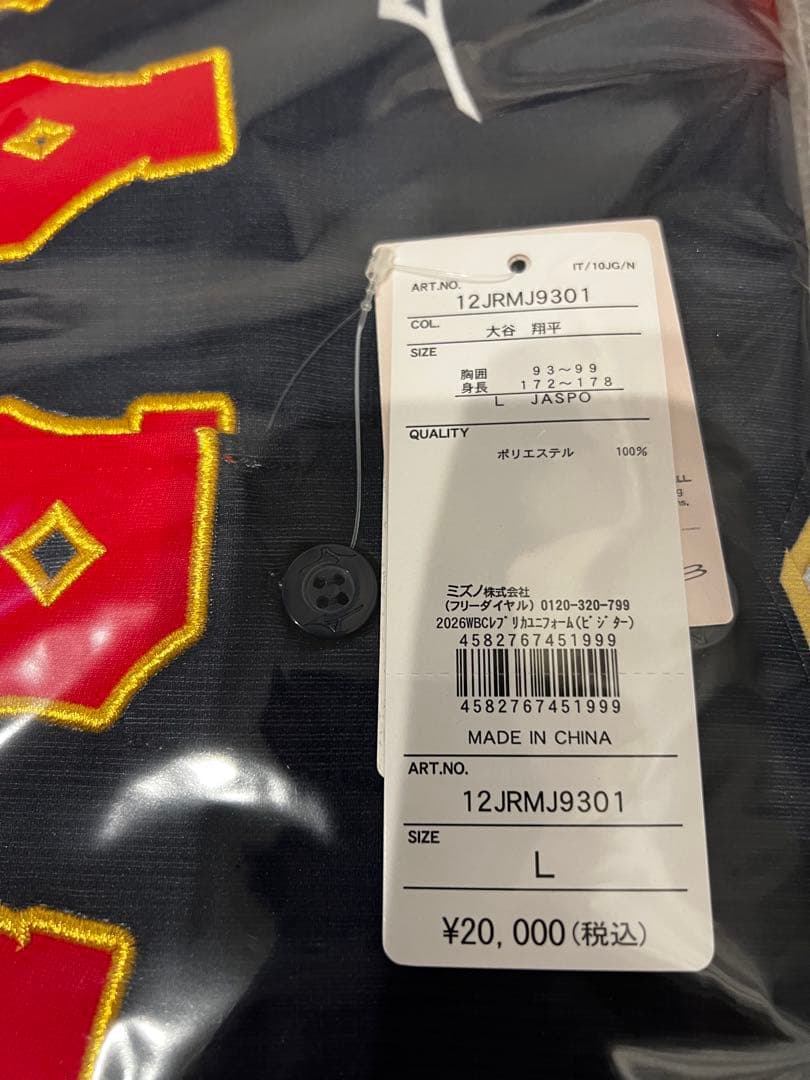 IT/10JG/N
ART.NO.
12JRMJ9301
COL.
大谷 翔平
SIZE
胸囲 93~99
身長 172~178
L JASPO
QUALITY
ポリエステル 100%
ミズノ株式会社
(フリーダイヤル) 0120-320-799
2026WBCレプリカユニフォーム(ビジター)
4582767451999
4582767451999
MADE IN CHINA
ART.NO.
12JRMJ9301
SIZE
L
¥20,000(税込)